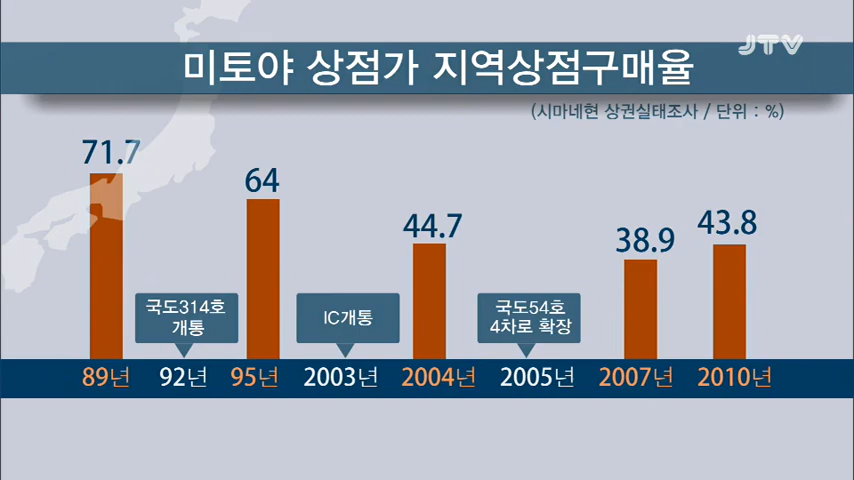 JTV
미토야 상점가 지역상점구매율
(시마네현 상권실태조사 / 단위 : %)
71.7
64
44.7
38.9
43.8
국도314호
개통
IC개통
국도54호
4차로 확장
89년 92년 95년 2003년 2004년 2005년 2007년 2010년